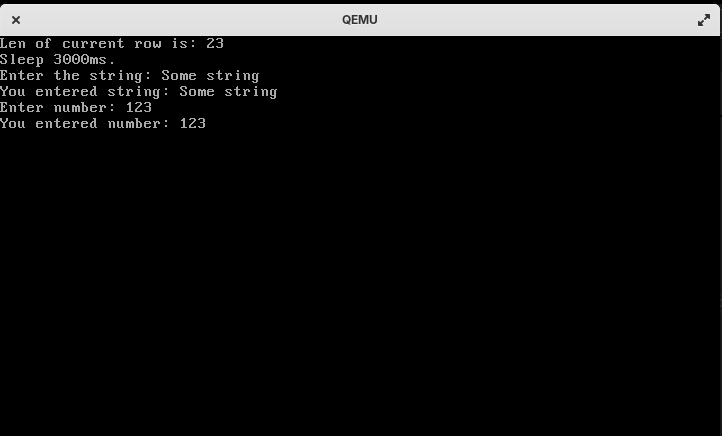 QEMU
Len of current row is: 23
Sleep 3000ms.
Enter the string: Some string
You entered string: Some string
Enter number: 123
You entered number: 123